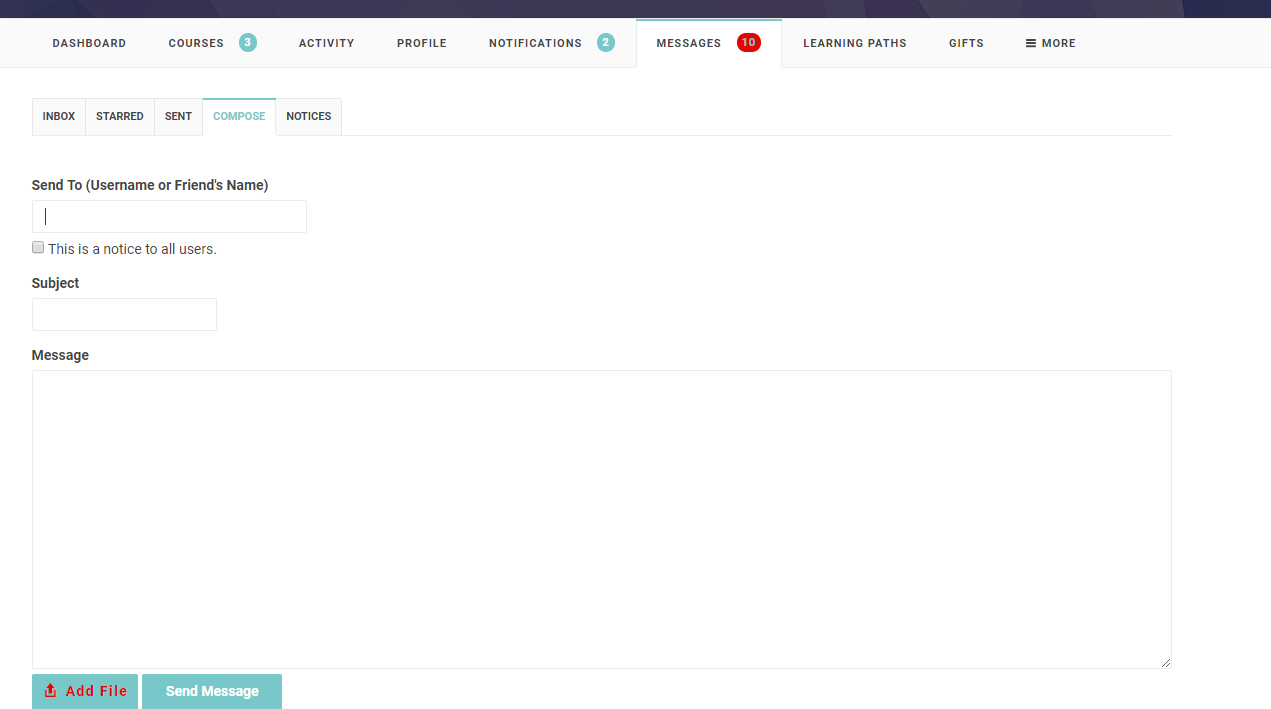 DASHBOARD COURSES 3 ACTIVITY PROFILE NOTIFICATIONS 2 MESSAGES 10 LEARNING PATHS GIFTS MORE
INBOX STARRED SENT COMPOSE NOTICES
Send To (Username or Friend's Name)
This is a notice to all users.
Subject
Message
Add File Send Message